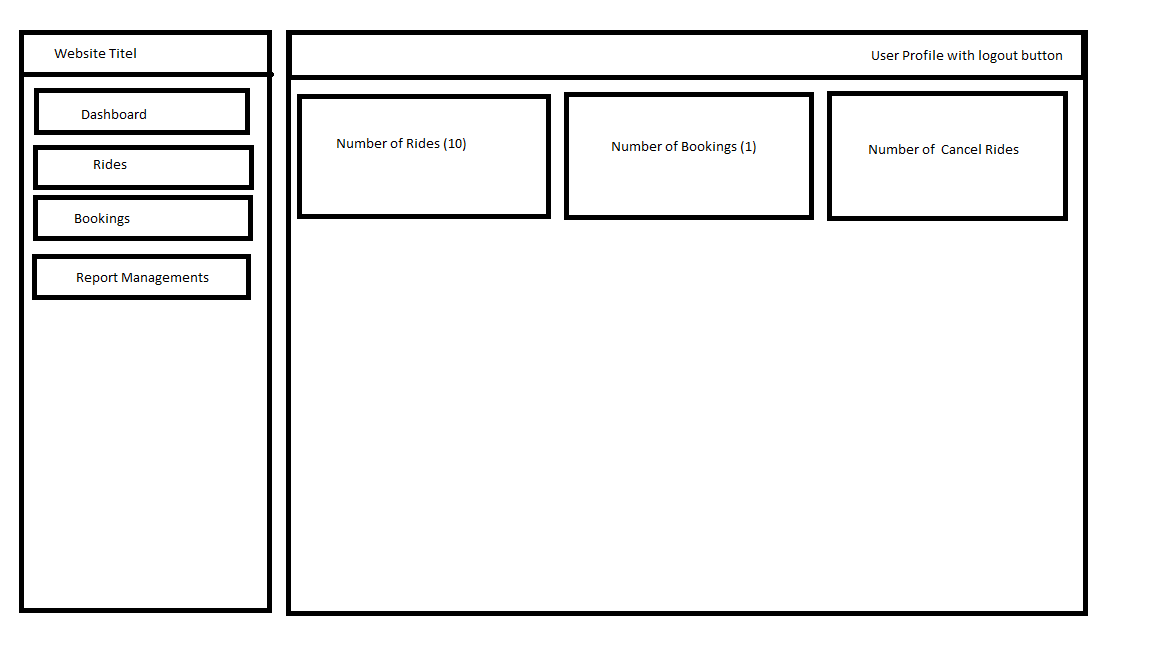 Website Titel
User Profile with logout button
Dashboard
Rides
Bookings
Report Managements
Number of Rides (10)
Number of Bookings (1)
Number of  Cancel Rides